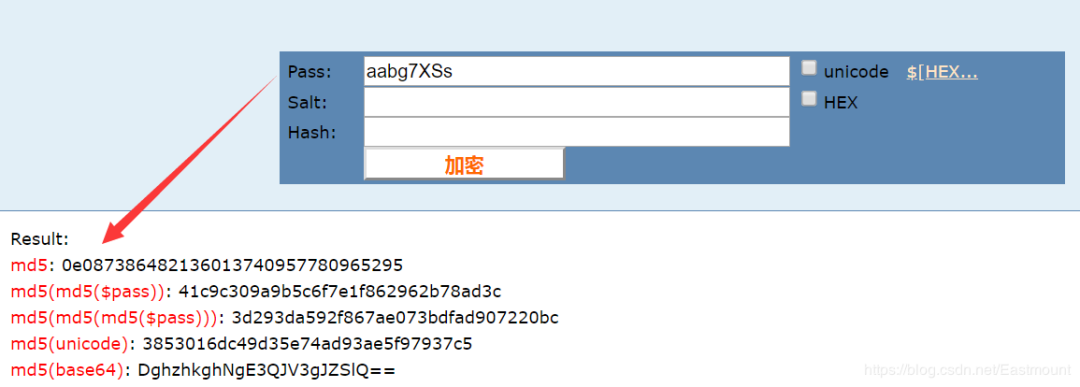 Pass: aabg7XSs unicode $[HEX...
Salt: HEX
Hash:
加密
Result:
md5: 0e087386482136013740957780965295
md5(md5($pass)): 41c9c309a9b5c6f7e1f862962b78ad3c
md5(md5(md5($pass))): 3d293da592f867ae073bdfad907220bc
md5(unicode): 3853016dc49d35e74ad93ae5f97937c5
md5(base64): DghzhkghNgE3QJV3gJZSlQ==
https://blog.csdn.net/Eastmount